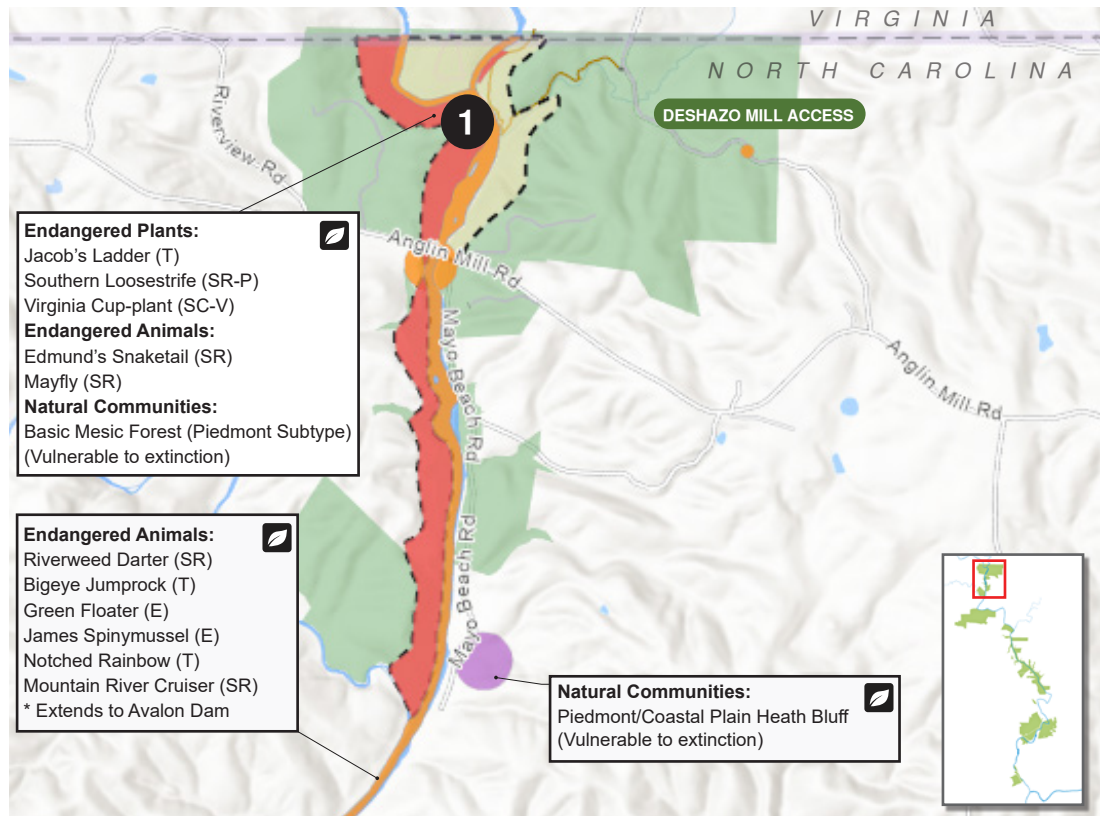 VIRGINIA
NORTH CAROLINA
DESHAZO MILL ACCESS
Riverview Rd
1
Anglin Mill Rd
Endangered Plants:
Jacob’s Ladder (T)
Southern Loosestrife (SR-P)
Virginia Cup-plant (SC-V)
Endangered Animals:
Edmund’s Snaketail (SR)
Mayfly (SR)
Natural Communities:
Basic Mesic Forest (Piedmont Subtype)
(Vulnerable to extinction)
Mayo Beach Rd
Anglin Mill Rd
Endangered Animals:
Riverweed Darter (SR)
Bigeye Jumprock (T)
Green Floater (E)
James Spinymussel (E)
Notched Rainbow (T)
Mountain River Cruiser (SR)
* Extends to Avalon Dam
Mayo Beach Rd
Natural Communities:
Piedmont/Coastal Plain Heath Bluff
(Vulnerable to extinction)